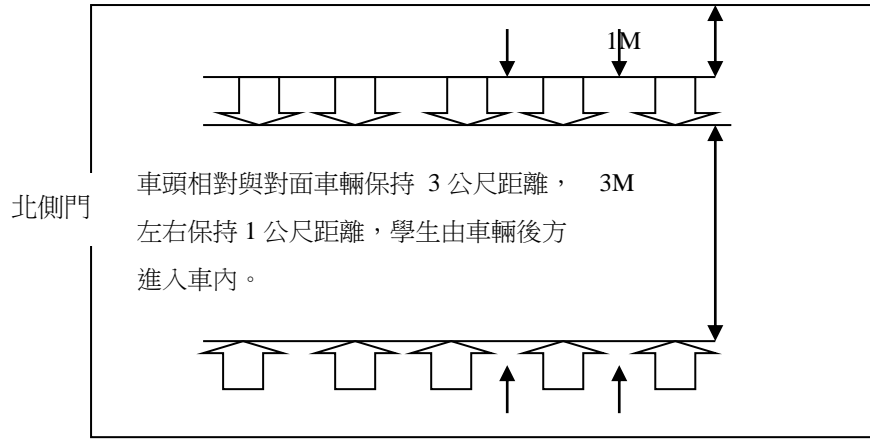 1M
車頭相對與對面車輛保持 3 公尺距離，
3M
北側門
左右保持 1 公尺距離，學生由車輛後方
進入車內。